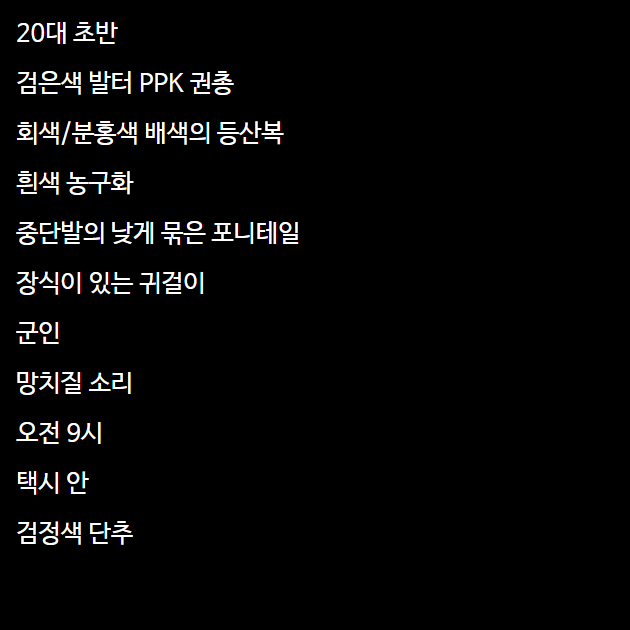 20대 초반
검은색 발터 PPK 권총
회색/분홍색 배색의 등산복
흰색 농구화
중단발의 낮게 묶은 포니테일
장식이 있는 귀걸이
군인
망치질 소리
오전 9시
택시 안
검정색 단추